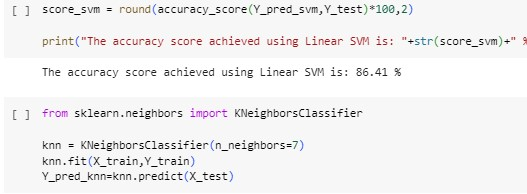 [ ] score_svm = round(accuracy_score(Y_pred_svm,Y_test)*100,2)
print("The accuracy score achieved using Linear SVM is: "+str(score_svm)+" %
The accuracy score achieved using Linear SVM is: 86.41 %
[ ] from sklearn.neighbors import KNeighborsClassifier
knn = KNeighborsClassifier(n_neighbors=7)
knn.fit(X_train,Y_train)
Y_pred_knn=knn.predict(X_test)